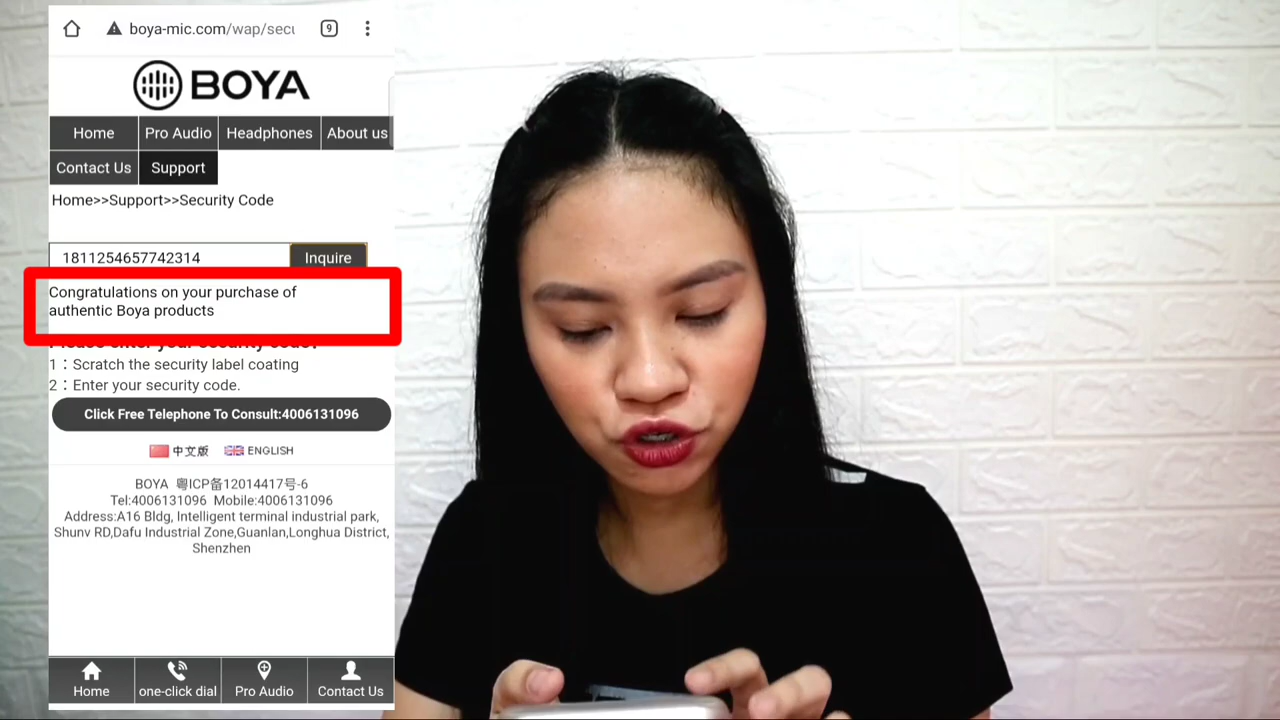 boya-mic.com/wap/secu
9
BOYA
Home Pro Audio Headphones About us
Contact Us Support
Home>>Support>>Security Code
1811254657742314 Inquire
Congratulations on your purchase of
authentic Boya products
Please enter your security code:
1：Scratch the security label coating
2：Enter your security code.
Click Free Telephone To Consult:4006131096
中文版 ENGLISH
BOYA 粤ICP备12014417号-6
Tel:4006131096 Mobile:4006131096
Address:A16 Bldg, Intelligent terminal industrial park,
Shunv RD,Dafu Industrial Zone,Guanlan,Longhua District,
Shenzhen
Home one-click dial Pro Audio Contact Us